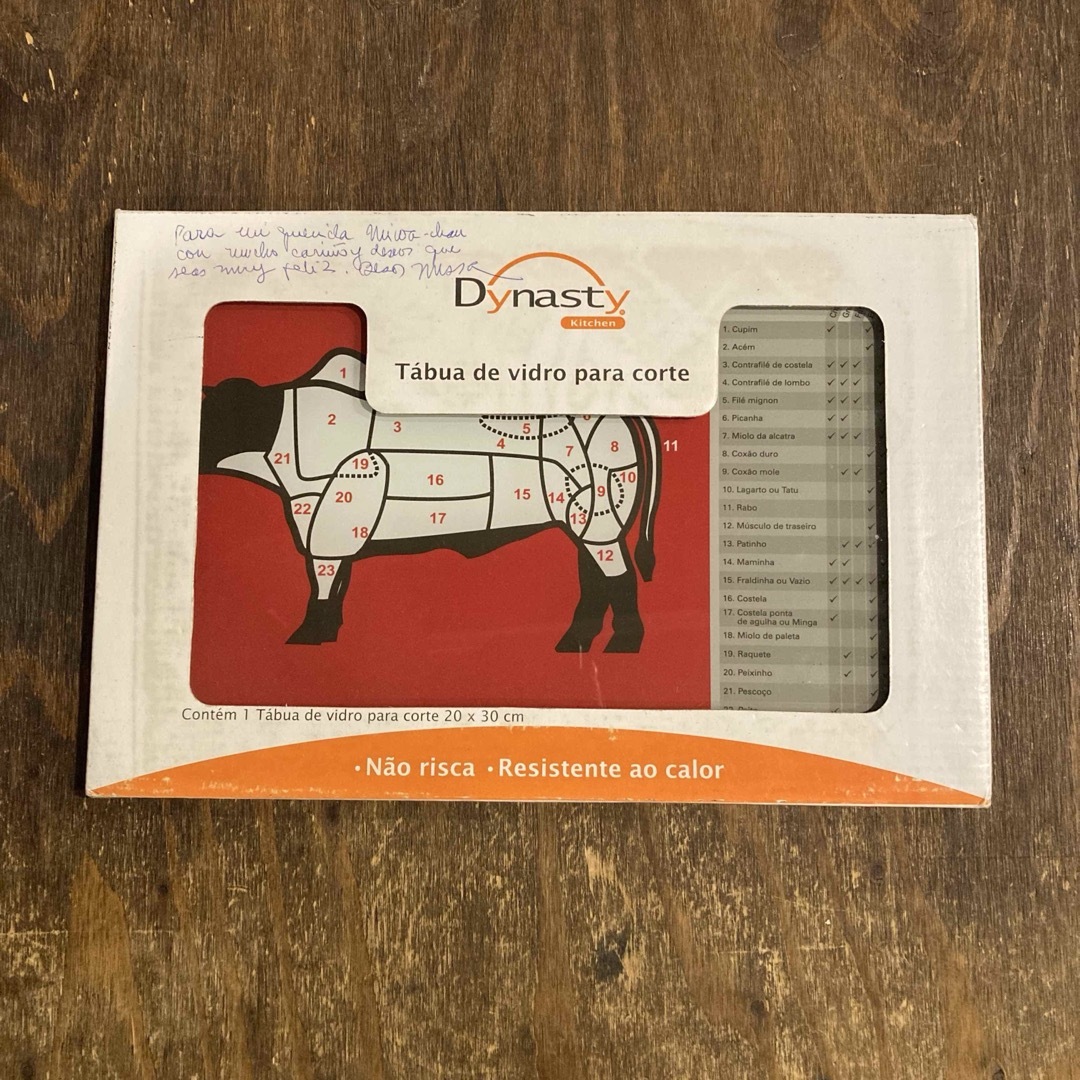 Para mi querida Miwa-chan
con mucho cariño y deseos que
seas muy feliz. Besos
Dynasty
Kitchen
Tábua de vidro para corte
1
2
3
4
5
7
8
9
10
11
12
13
14
15
16
17
18
19
20
21
22
23
1. Cupim
2. Acém
3. Contrafilé de costela
4. Contrafilé de lombo
5. Filé mignon
6. Picanha
7. Miolo da alcatra
8. Coxão duro
9. Coxão mole
10. Lagarto ou Tatu
11. Rabo
12. Músculo de traseiro
13. Patinho
14. Maminha
15. Fraldinha ou Vazio
16. Costela
17. Costela ponta
de agulha ou Minga
18. Miolo de paleta
19. Raquete
20. Peixinho
21. Pescoço
Contém 1 Tábua de vidro para corte 20 x 30 cm
•Não risca •Resistente ao calor